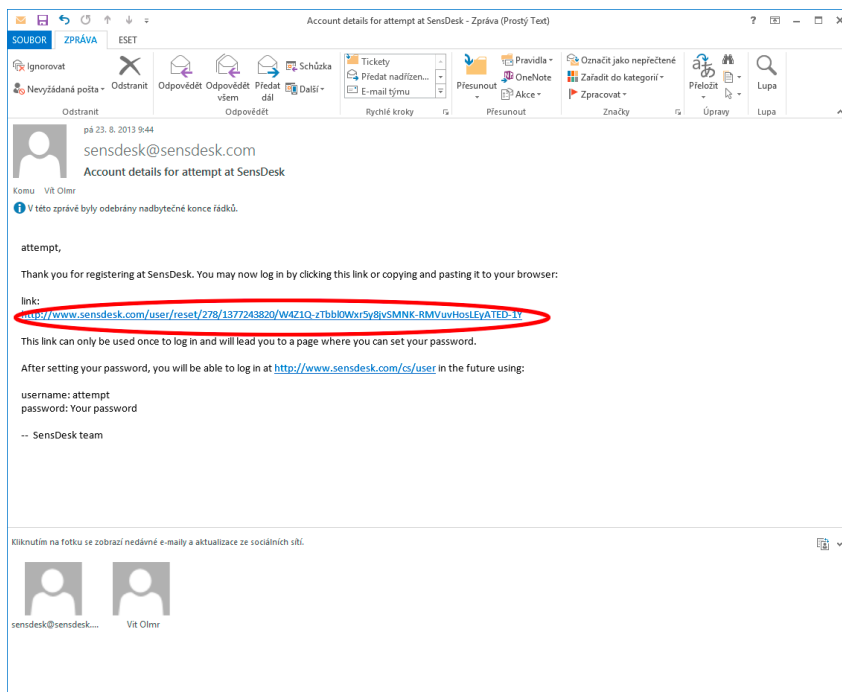 Account details for attempt at SensDesk - Zpráva (Prostý Text)
SOUBOR ZPRÁVA ESET
Ignorovat
Nevyžádaná pošta
Odstranit
Odpovědět
Odpovědět všem
Předat dál
Schůzka
Další
Tickety
Předat nadřízen...
E-mail týmu
Přesunout
Pravidla
OneNote
Akce
Označit jako nepřečtené
Zařadit do kategorií
Zpracovat
Přeložit
Lupa
Odstranit Odpovědět Rychlé kroky Přesunout Značky Úpravy Lupa
pá 23. 8. 2013 9:44
sensdesk@sensdesk.com
Account details for attempt at SensDesk
Komu Vít Olmr
V této zprávě byly odebrány nadbytečné konce řádků.
attempt,
Thank you for registering at SensDesk. You may now log in by clicking this link or copying and pasting it to your browser:
link:
http://www.sensdesk.com/user/reset/278/1377243820/W4Z1Q-zTbbl0Wxr5y8jvSMNK-RMVuvHosLEyATED-1Y
This link can only be used once to log in and will lead you to a page where you can set your password.
After setting your password, you will be able to log in at http://www.sensdesk.com/cs/user in the future using:
username: attempt
password: Your password
-- SensDesk team
Kliknutím na fotku se zobrazí nedávné e-maily a aktualizace ze sociálních sítí.
sensdesk@sensdesk.... Vít Olmr